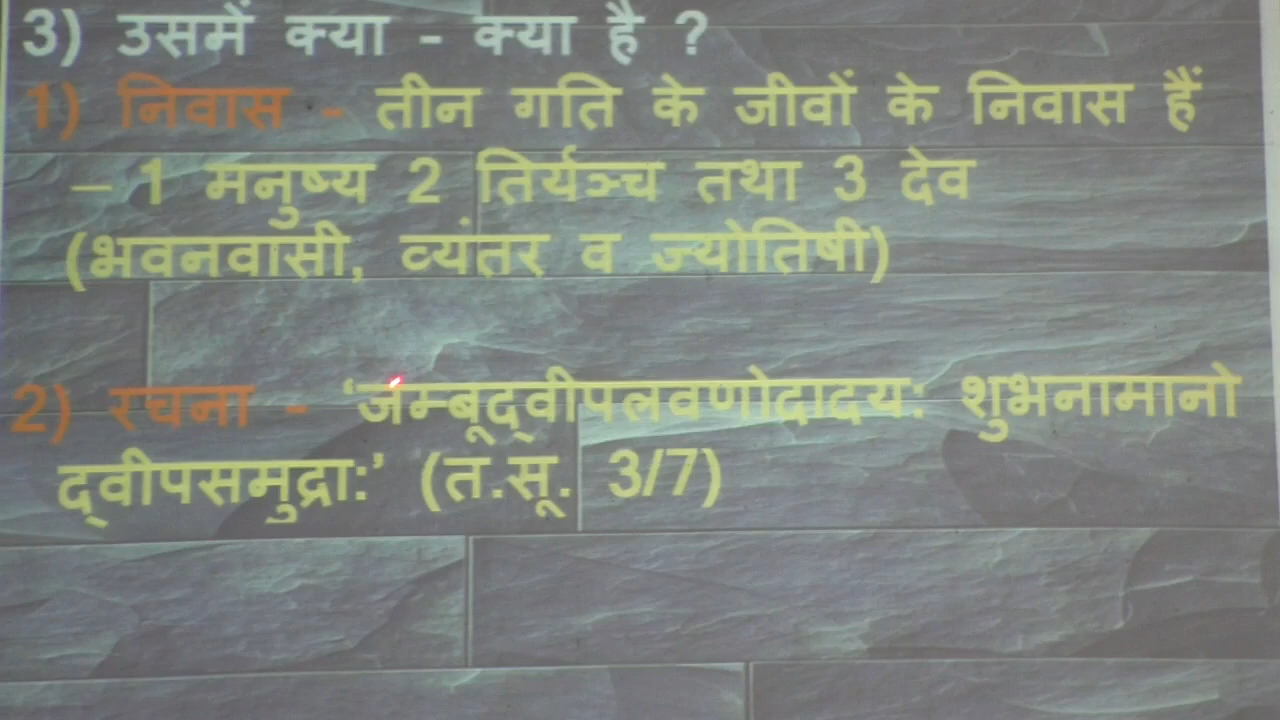 3) उसमें क्या - क्या है ?
1) निवास - तीन गति के जीवों के निवास हैं
– 1 मनुष्य 2 तिर्यञ्च तथा 3 देव
(भवनवासी, व्यंतर व ज्योतिषी)
2) रचना - ‘जम्बूद्वीपलवणोदादय: शुभनामानो
द्वीपसमुद्रा:’ (त.सू. 3/7)